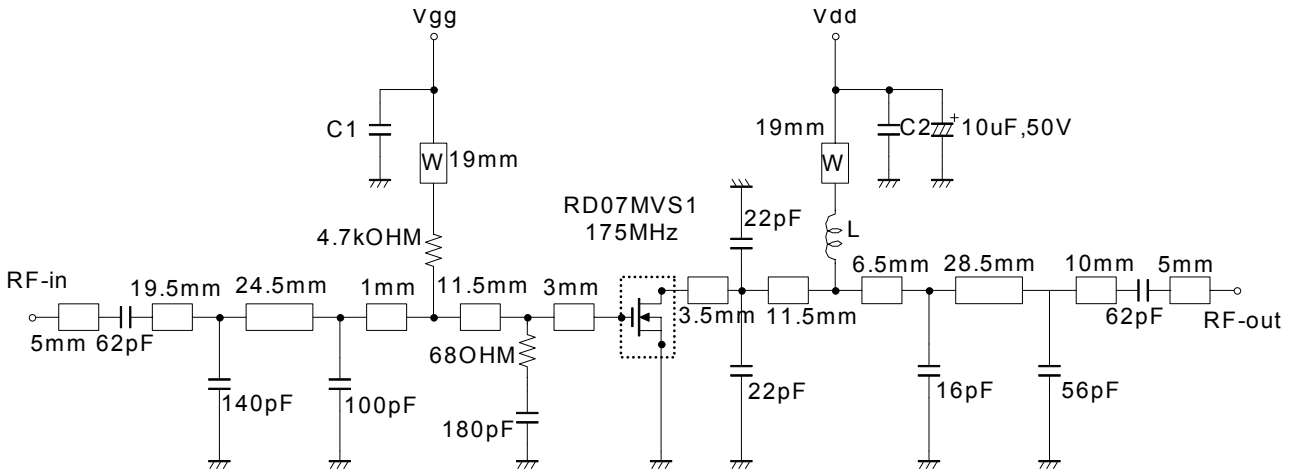 Vgg
Vdd
C1
W 19mm
19mm
W
C2
+
10uF,50V
RD07MVS1
175MHz
22pF
4.7kOHM
L
RF-in
19.5mm
24.5mm
1mm
11.5mm
3mm
3.5mm
11.5mm
6.5mm
28.5mm
10mm
5mm
5mm
62pF
68OHM
62pF
RF-out
140pF
100pF
180pF
22pF
16pF
56pF